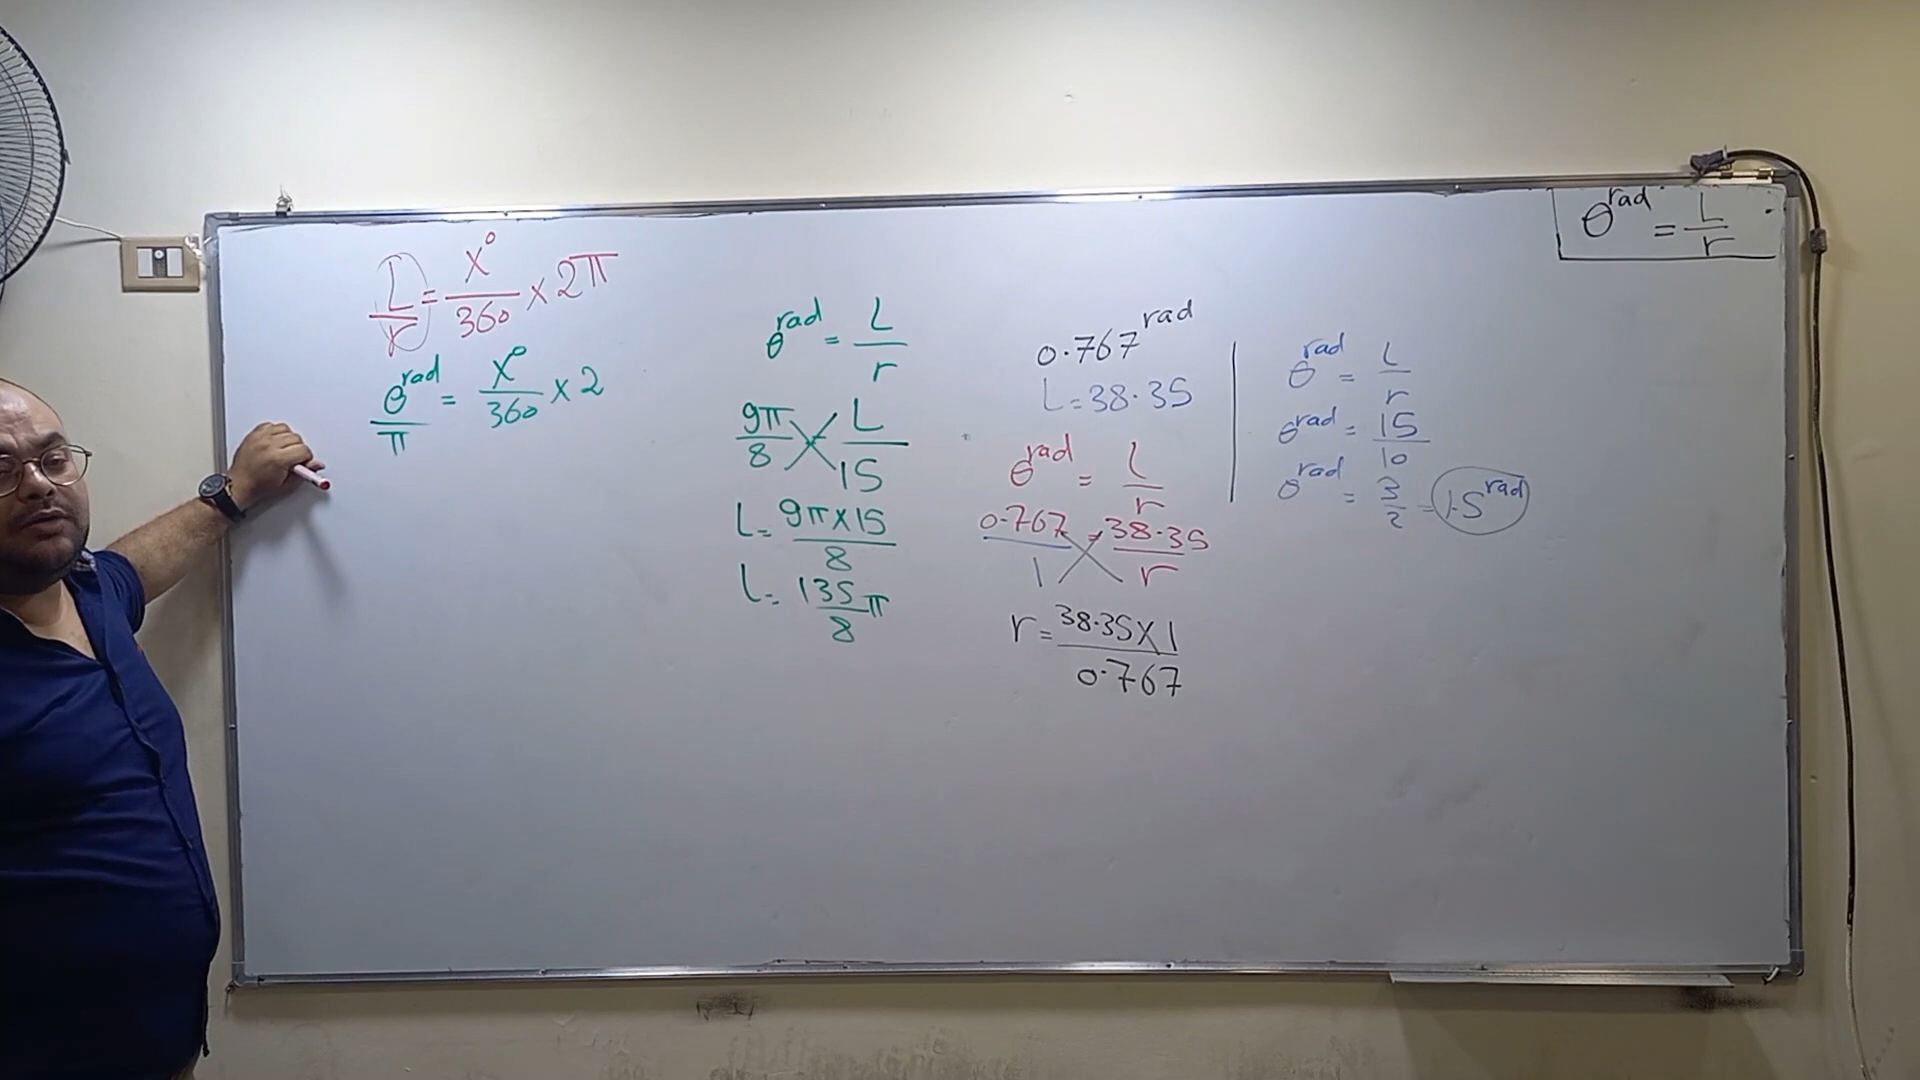 θ^rad = L/r
L/r = x°/360 × 2π
θ^rad/π = x°/360 × 2
θ^rad = L/r
9π/8 = L/15
L = 9π×15/8
L = 135/8 π
0.767^rad
L = 38.35
θ^rad = L/r
0.767/1 = 38.35/r
r = 38.35×1/0.767
θ^rad = L/r
θ^rad = 15/10
θ^rad = 3/2 = 1.5^rad